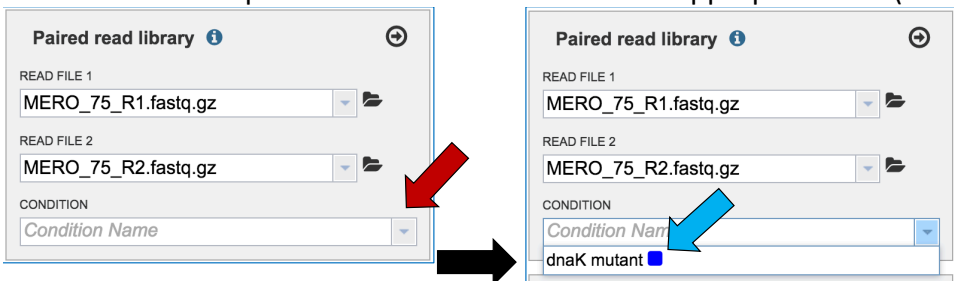 Paired read library
READ FILE 1
MERO_75_R1.fastq.gz
READ FILE 2
MERO_75_R2.fastq.gz
CONDITION
Condition Name
Paired read library
READ FILE 1
MERO_75_R1.fastq.gz
READ FILE 2
MERO_75_R2.fastq.gz
CONDITION
Condition Nam
dnaK mutant